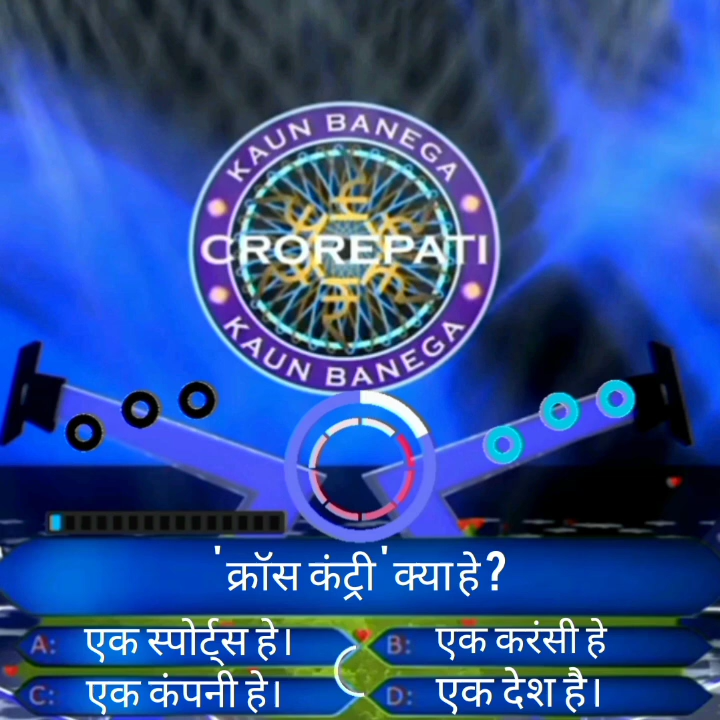 KAUN BANEGA
CROREPATI
KAUN BANEGA
'क्रॉस कंट्री' क्या हे?
A: एक स्पोर्ट्स हे।
B: एक करंसी हे
C: एक कंपनी हे।
D: एक देश है।